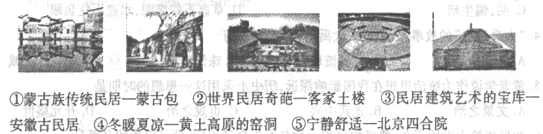 ①蒙古族传统民居—蒙古包 ②世界民居奇葩—客家土楼 ③民居建筑艺术的宝库—
安徽古民居 ④冬暖夏凉—黄土高原的窑洞 ⑤宁静舒适—北京四合院